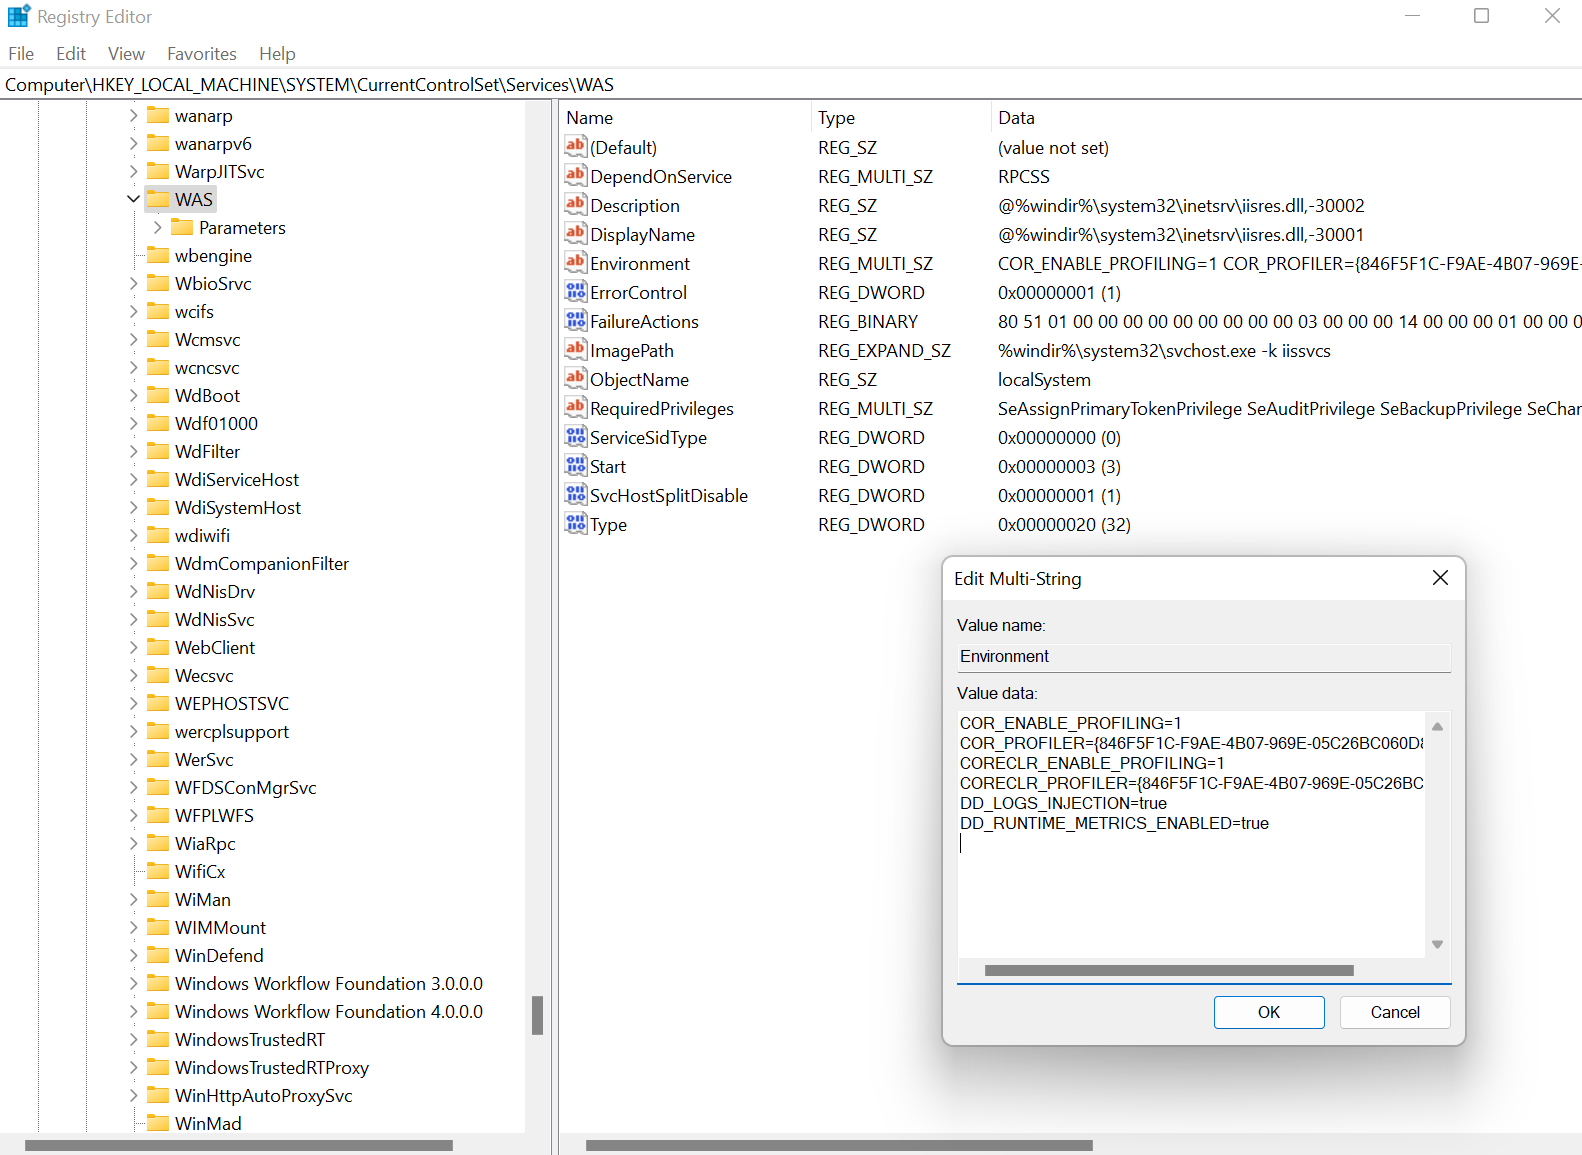 Registry Editor
File Edit View Favorites Help
Computer\HKEY_LOCAL_MACHINE\SYSTEM\CurrentControlSet\Services\WAS
wanarp
wanarpv6
WarpJITSvc
WAS
Parameters
wbengine
WbioSrvc
wcifs
Wcmsvc
wcncsvc
WdBoot
Wdf01000
WdFilter
WdiServiceHost
WdiSystemHost
wdiwifi
WdmCompanionFilter
WdNisDrv
WdNisSvc
WebClient
Wecsvc
WEPHOSTSVC
wercplsupport
WerSvc
WFDSConMgrSvc
WFPLWFS
WiaRpc
WifiCx
WiMan
WIMMount
WinDefend
Windows Workflow Foundation 3.0.0.0
Windows Workflow Foundation 4.0.0.0
WindowsTrustedRT
WindowsTrustedRTProxy
WinHttpAutoProxySvc
WinMad
Name Type Data
(Default) REG_SZ (value not set)
DependOnService REG_MULTI_SZ RPCSS
Description REG_SZ @%windir%\system32\inetsrv\iisres.dll,-30002
DisplayName REG_SZ @%windir%\system32\inetsrv\iisres.dll,-30001
Environment REG_MULTI_SZ COR_ENABLE_PROFILING=1 COR_PROFILER={846F5F1C-F9AE-4B07-969E-
ErrorControl REG_DWORD 0x00000001 (1)
FailureActions REG_BINARY 80 51 01 00 00 00 00 00 00 00 00 00 03 00 00 00 14 00 00 00 01 00 00 0
ImagePath REG_EXPAND_SZ %windir%\system32\svchost.exe -k iissvcs
ObjectName REG_SZ localSystem
RequiredPrivileges REG_MULTI_SZ SeAssignPrimaryTokenPrivilege SeAuditPrivilege SeBackupPrivilege SeChar
ServiceSidType REG_DWORD 0x00000000 (0)
Start REG_DWORD 0x00000003 (3)
SvcHostSplitDisable REG_DWORD 0x00000001 (1)
Type REG_DWORD 0x00000020 (32)
Edit Multi-String
Value name:
Environment
Value data:
COR_ENABLE_PROFILING=1
COR_PROFILER={846F5F1C-F9AE-4B07-969E-05C26BC060D8
CORECLR_ENABLE_PROFILING=1
CORECLR_PROFILER={846F5F1C-F9AE-4B07-969E-05C26BC
DD_LOGS_INJECTION=true
DD_RUNTIME_METRICS_ENABLED=true
OK Cancel